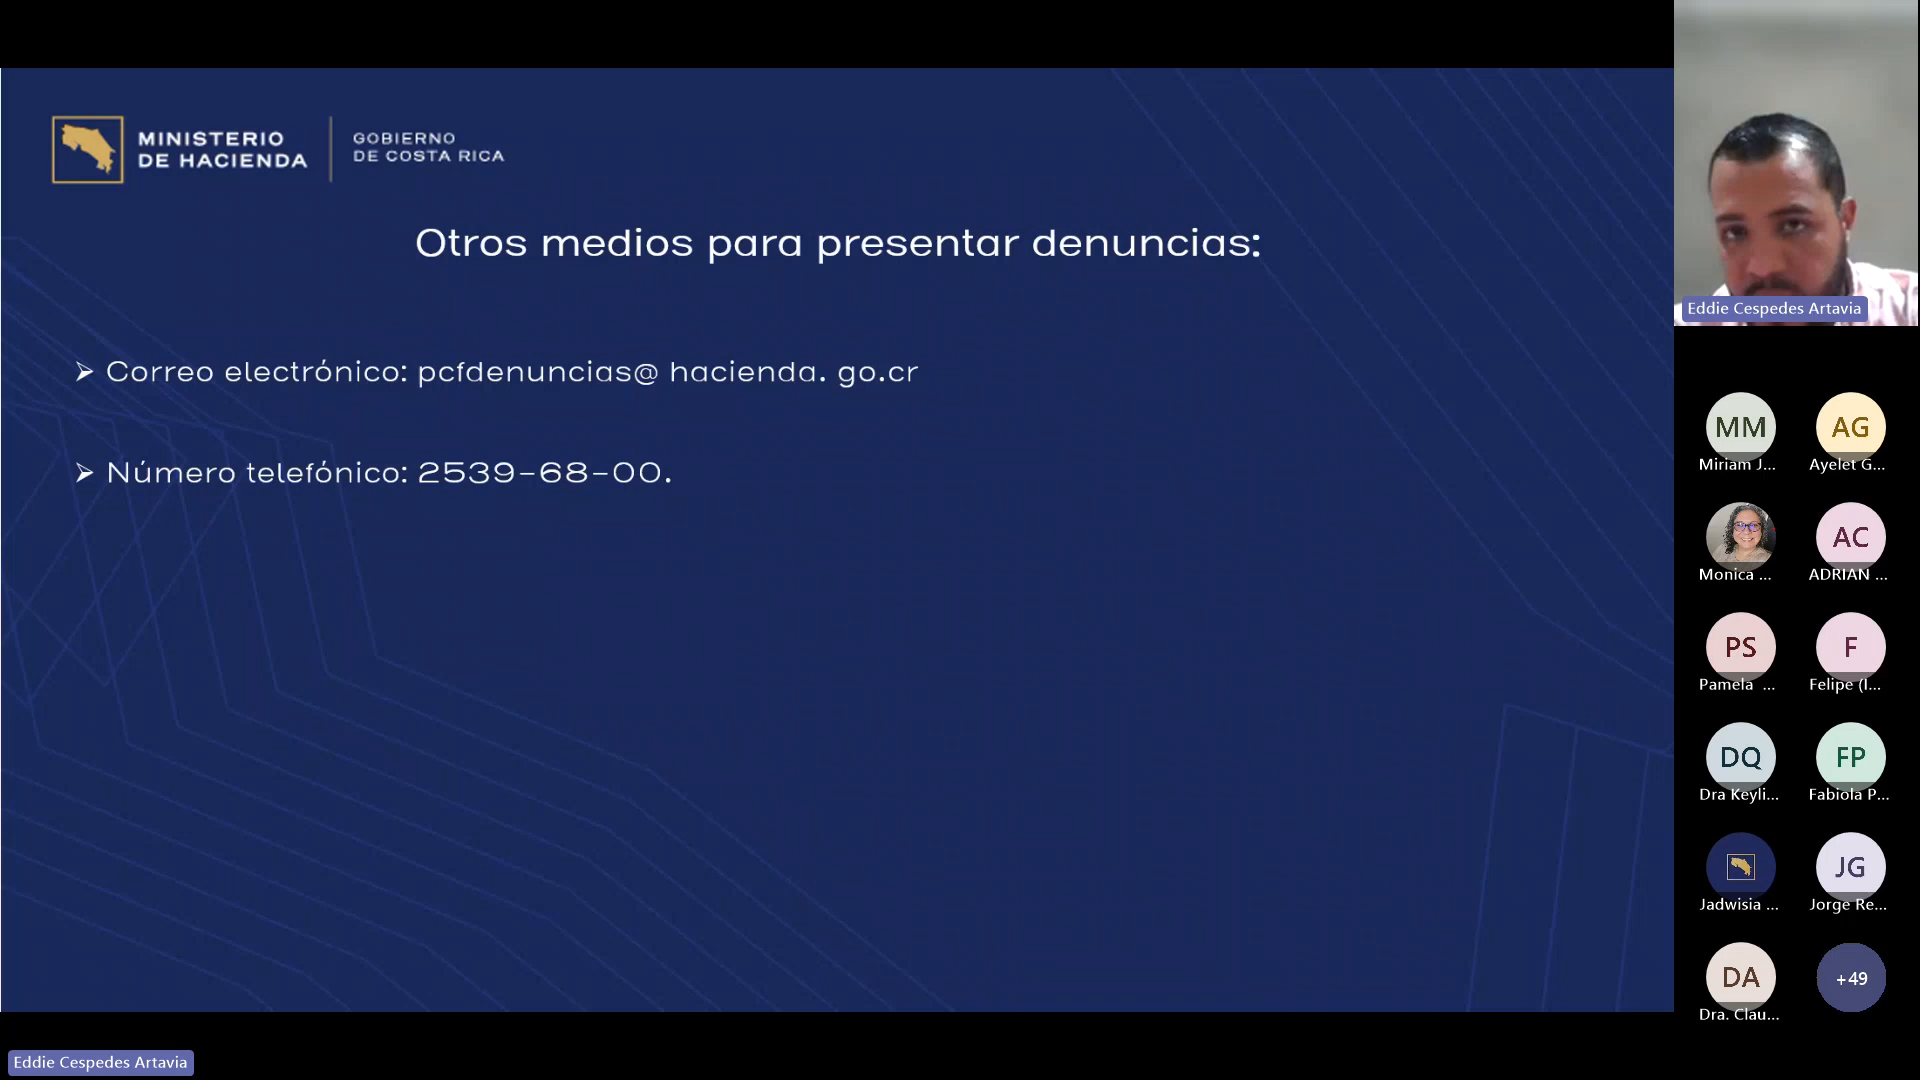 MINISTERIO
DE HACIENDA
GOBIERNO
DE COSTA RICA
Otros medios para presentar denuncias:
➢ Correo electrónico: pcfdenuncias@ hacienda. go.cr
➢ Número telefónico: 2539-68-00.
Eddie Cespedes Artavia
MM
Miriam J...
AG
Ayelet G...
Monica ...
AC
ADRIAN ...
PS
Pamela ...
F
Felipe (I...
DQ
Dra Keyli...
FP
Fabiola P...
Jadwisia ...
JG
Jorge Re...
DA
Dra. Clau...
+49
Eddie Cespedes Artavia